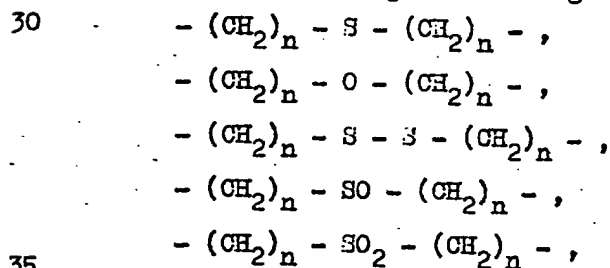 30 - (CH₂)ₙ - S - (CH₂)ₙ - ,
- (CH₂)ₙ - O - (CH₂)ₙ - ,
- (CH₂)ₙ - S - S - (CH₂)ₙ - ,
- (CH₂)ₙ - SO - (CH₂)ₙ - ,
- (CH₂)ₙ - SO₂ - (CH₂)ₙ - ,
35